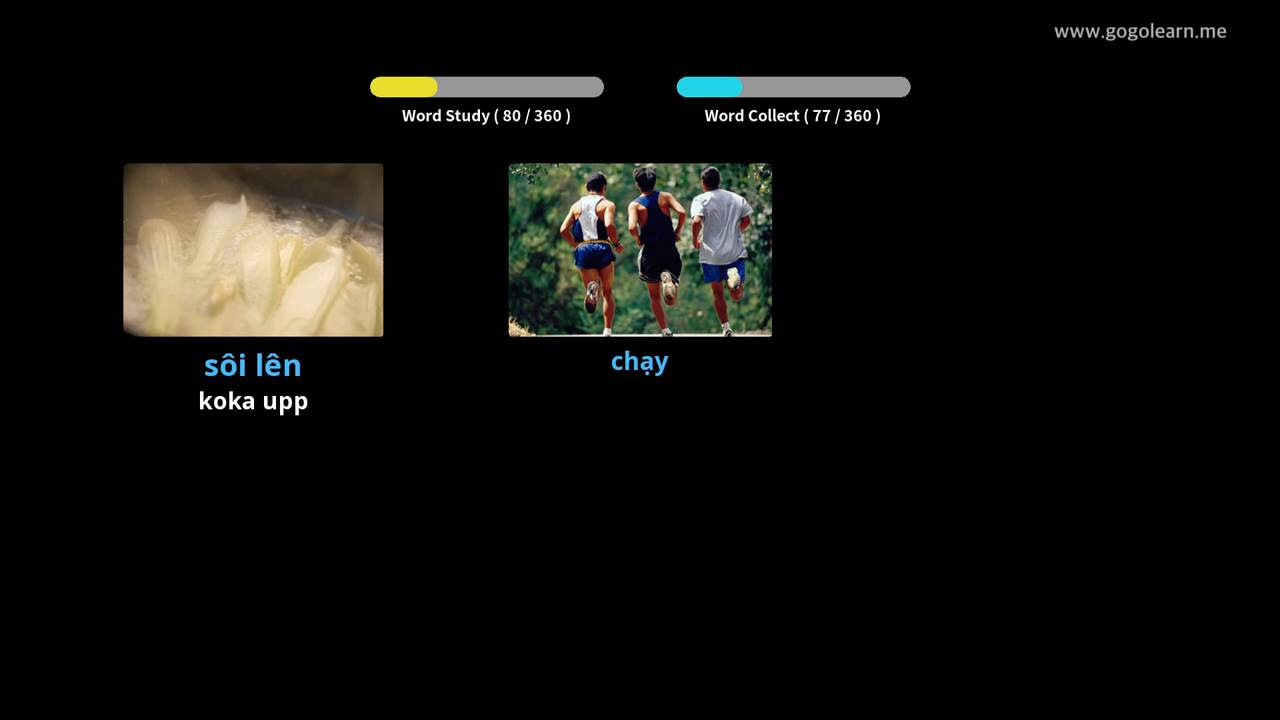 www.gogolearn.me
Word Study ( 80 / 360 )
Word Collect ( 77 / 360 )
sôi lên
koka upp
chạy